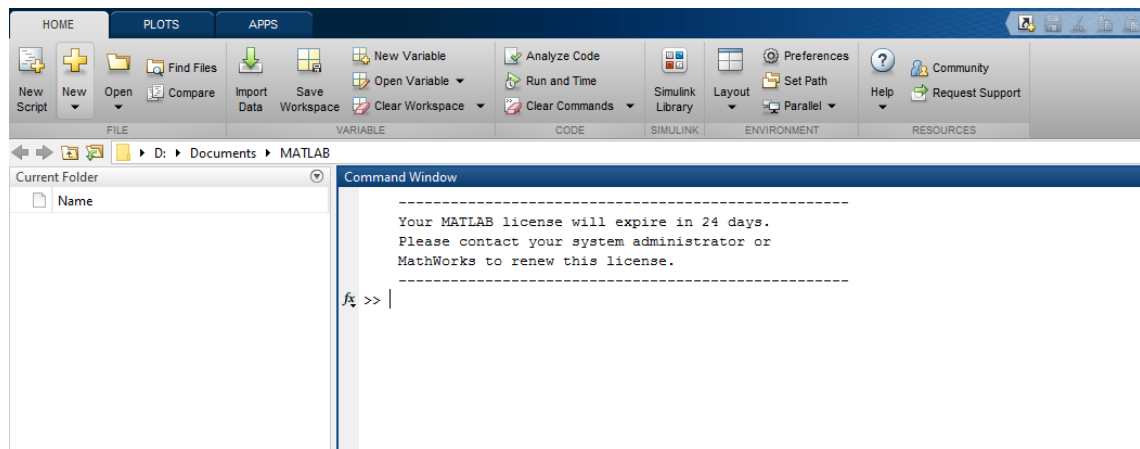 HOME PLOTS APPS
New Script
New
Open
Find Files
Compare
Import Data
Save Workspace
New Variable
Open Variable
Clear Workspace
Analyze Code
Run and Time
Clear Commands
Simulink Library
Layout
Preferences
Set Path
Parallel
Help
Community
Request Support
FILE VARIABLE CODE SIMULINK ENVIRONMENT RESOURCES
D: Documents MATLAB
Current Folder
Name
Command Window
----------------------------------------------------
Your MATLAB license will expire in 24 days.
Please contact your system administrator or
MathWorks to renew this license.
----------------------------------------------------
fx >>